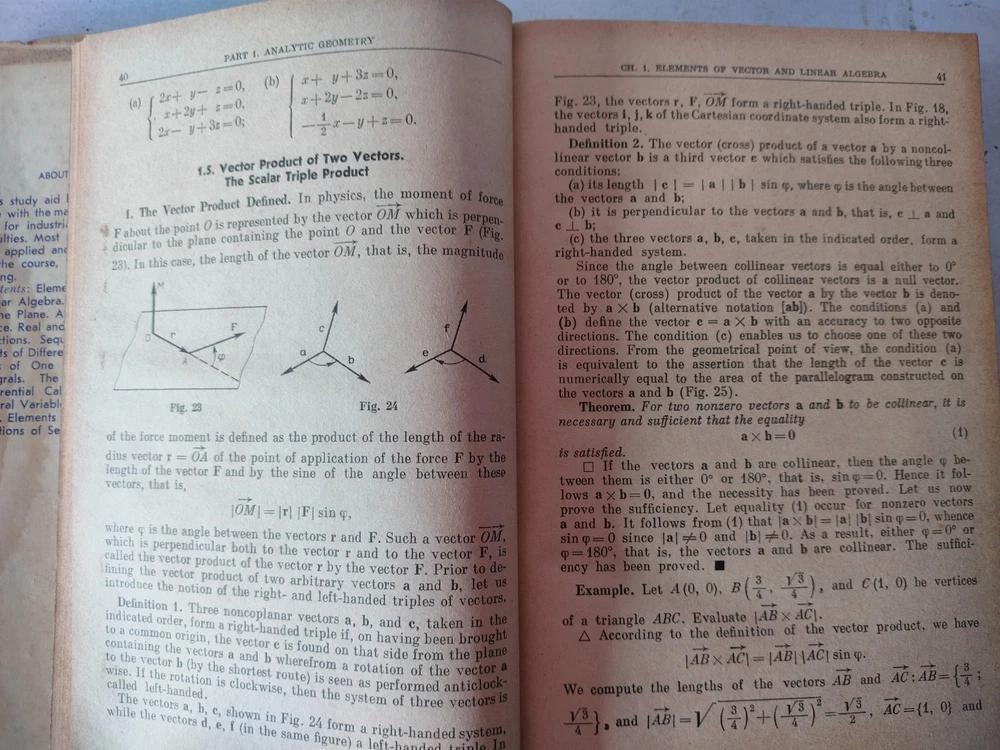 ABOUT
s study aid
with the ma
for industri
ulties. Most
applied and
he course,
ng.
tents: Eleme
ar Algebra.
ne Plane. A
ce. Real and
ctions. Sequ
ts of Differe
of One
grals. The
rential Cal
ral Variabl
Elements
tions of Se
40
PART 1. ANALYTIC GEOMETRY
(a) { 2x + y − z = 0, x + 2y + z = 0, 2x − y + 3z = 0;
(b) { x + y + 3z = 0, x + 2y − 2z = 0, −1/2 x − y + z = 0.
1.5. Vector Product of Two Vectors.
The Scalar Triple Product
1. The Vector Product Defined. In physics, the moment of force
F about the point O is represented by the vector OM⃗ which is perpen-
dicular to the plane containing the point O and the vector F (Fig.
23). In this case, the length of the vector OM⃗, that is, the magnitude
M
O
r
A
F
φ
a
b
c
d
e
f
Fig. 23
Fig. 24
of the force moment is defined as the product of the length of the ra-
dius vector r = OA⃗ of the point of application of the force F by the
length of the vector F and by the sine of the angle between these
vectors, that is,
|OM⃗| = |r| |F| sin φ,
where φ is the angle between the vectors r and F. Such a vector OM⃗,
which is perpendicular both to the vector r and to the vector F, is
called the vector product of the vector r by the vector F. Prior to de-
fining the vector product of two arbitrary vectors a and b, let us
introduce the notion of the right- and left-handed triples of vectors.
Definition 1. Three noncoplanar vectors a, b, and c, taken in the
indicated order, form a right-handed triple if, on having been brought
to a common origin, the vector c is found on that side from the plane
containing the vectors a and b wherefrom a rotation of the vector a
to the vector b (by the shortest route) is seen as performed anticlock-
wise. If the rotation is clockwise, then the system of three vectors is
called left-handed.
The vectors a, b, c, shown in Fig. 24 form a right-handed system,
while the vectors d, e, f (in the same figure) a left-handed triple. In
CH. 1. ELEMENTS OF VECTOR AND LINEAR ALGEBRA
41
Fig. 23, the vectors r, F, OM⃗ form a right-handed triple. In Fig. 18,
the vectors i, j, k of the Cartesian coordinate system also form a right-
handed triple.
Definition 2. The vector (cross) product of a vector a by a noncol-
linear vector b is a third vector c which satisfies the following three
conditions:
(a) its length | c | = | a | | b | sin φ, where φ is the angle between
the vectors a and b;
(b) it is perpendicular to the vectors a and b, that is, c ⊥ a and
c ⊥ b;
(c) the three vectors a, b, c, taken in the indicated order, form a
right-handed system.
Since the angle between collinear vectors is equal either to 0°
or to 180°, the vector product of collinear vectors is a null vector.
The vector (cross) product of the vector a by the vector b is deno-
ted by a × b (alternative notation [ab]). The conditions (a) and
(b) define the vector c = a × b with an accuracy to two opposite
directions. The condition (c) enables us to choose one of these two
directions. From the geometrical point of view, the condition (a)
is equivalent to the assertion that the length of the vector c is
numerically equal to the area of the parallelogram constructed on
the vectors a and b (Fig. 25).
Theorem. For two nonzero vectors a and b to be collinear, it is
necessary and sufficient that the equality
a × b = 0 (1)
is satisfied.
□ If the vectors a and b are collinear, then the angle φ be-
tween them is either 0° or 180°, that is, sin φ = 0. Hence it fol-
lows a × b = 0, and the necessity has been proved. Let us now
prove the sufficiency. Let equality (1) occur for nonzero vectors
a and b. It follows from (1) that |a × b| = |a| |b| sin φ = 0, whence
sin φ = 0 since |a| ≠ 0 and |b| ≠ 0. As a result, either φ = 0° or
φ = 180°, that is, the vectors a and b are collinear. The suffici-
ency has been proved. ■
Example. Let A (0, 0), B (3/4, √3/4), and C (1, 0) be vertices
of a triangle ABC. Evaluate |AB⃗ × AC⃗|.
△ According to the definition of the vector product, we have
|AB⃗ × AC⃗| = |AB⃗| |AC⃗| sin φ.
We compute the lengths of the vectors AB⃗ and AC⃗: AB⃗ = {3/4;
√3/4}, and |AB⃗| = √((3/4)² + (√3/4)²) = √3/2, AC⃗ = {1, 0} and